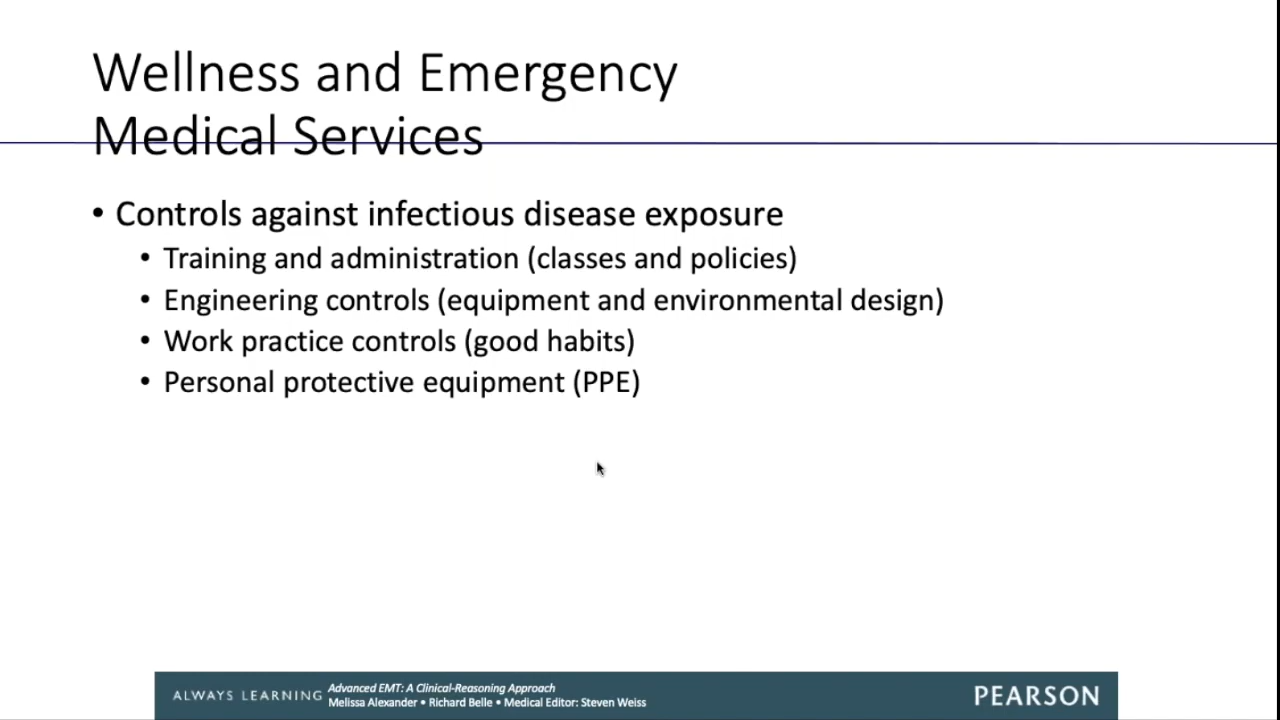 Wellness and Emergency
Medical Services
• Controls against infectious disease exposure
• Training and administration (classes and policies)
• Engineering controls (equipment and environmental design)
• Work practice controls (good habits)
• Personal protective equipment (PPE)
ALWAYS LEARNING
Advanced EMT: A Clinical-Reasoning Approach
Melissa Alexander • Richard Belle • Medical Editor: Steven Weiss
PEARSON